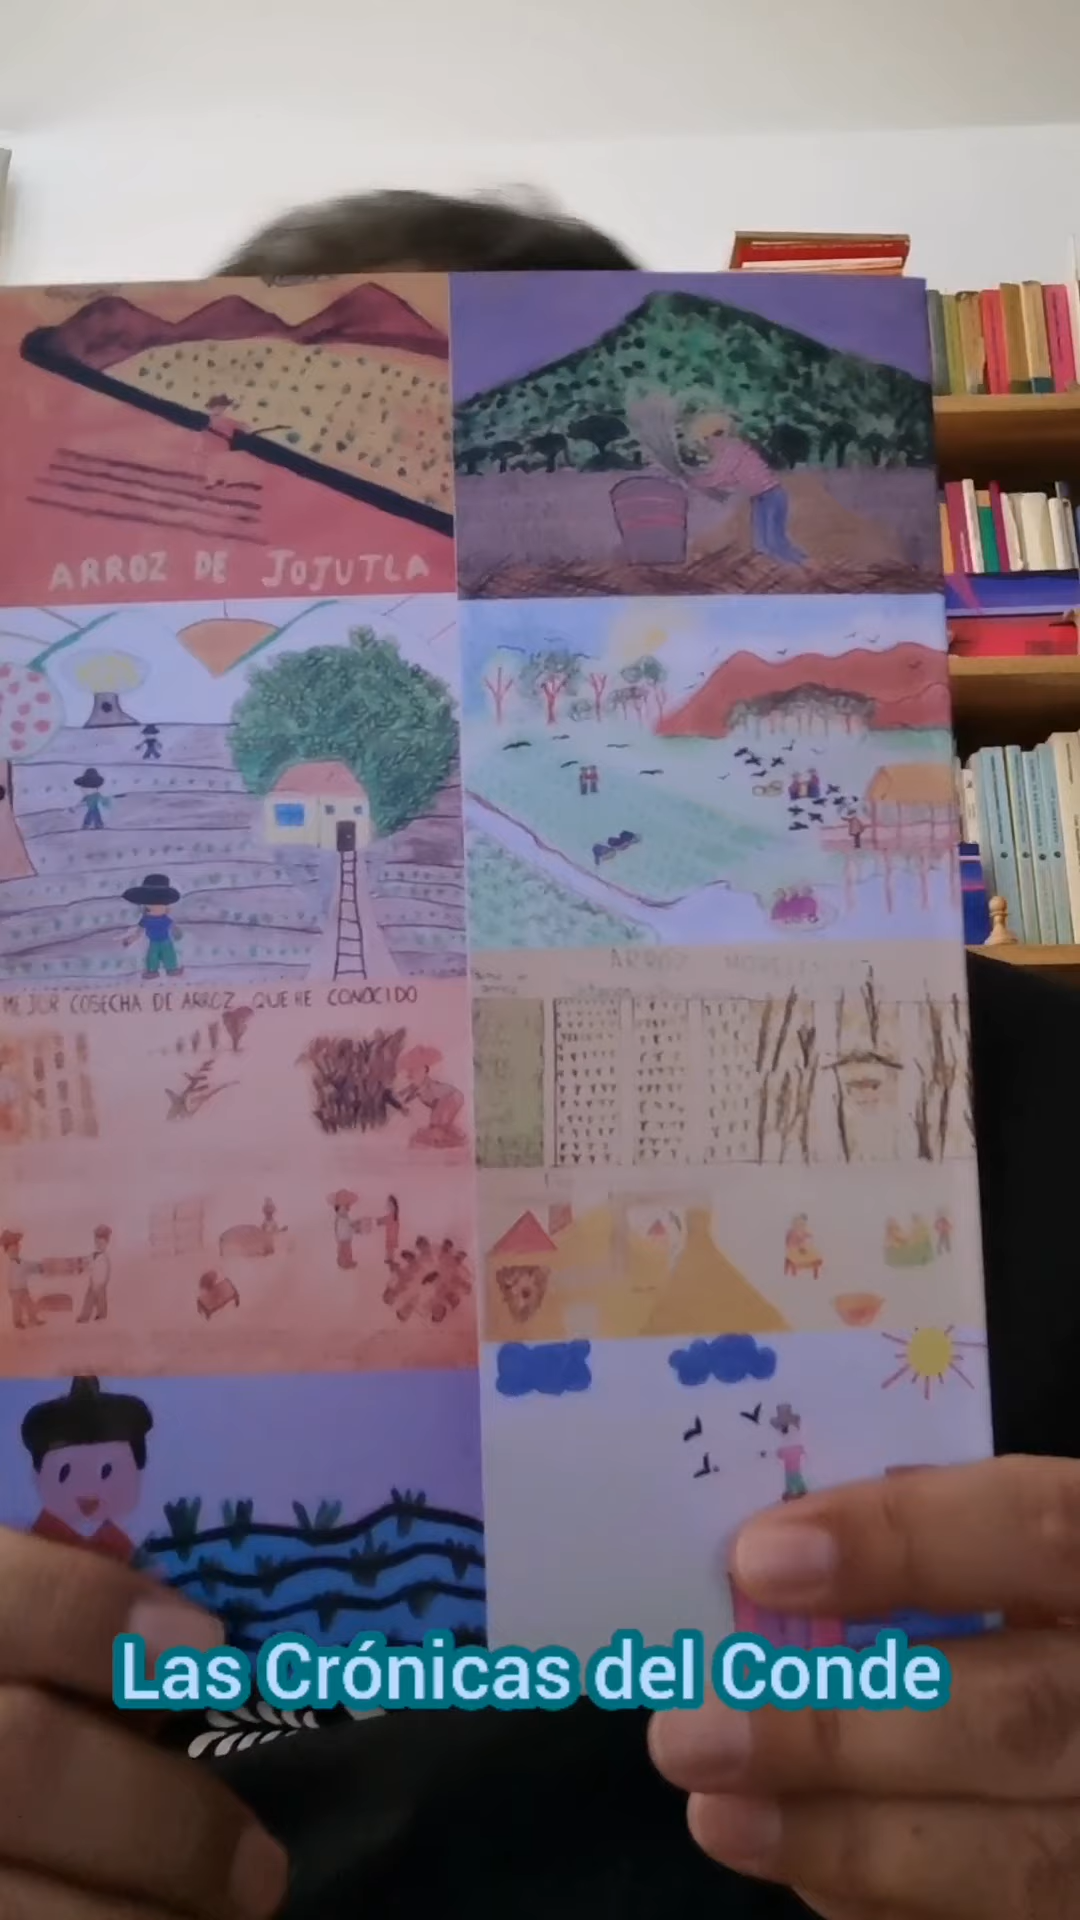 ARROZ DE JOJUTLA
MEJOR COSECHA DE ARROZ QUE HE CONOCIDO
ARROZ
Las Crónicas del Conde